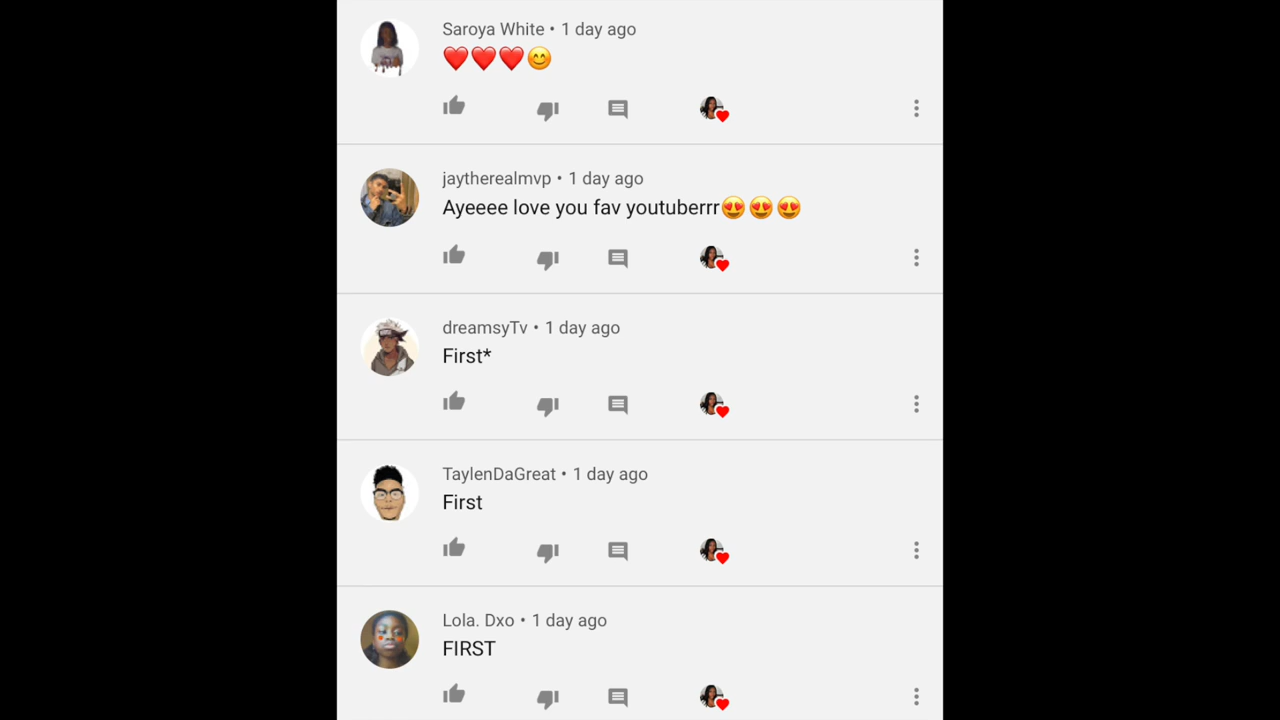 Saroya White • 1 day ago
❤️❤️❤️😊
jaytherealmvp • 1 day ago
Ayeeee love you fav youtuberrr😍😍😍
dreamsyTv • 1 day ago
First*
TaylenDaGreat • 1 day ago
First
Lola. Dxo • 1 day ago
FIRST